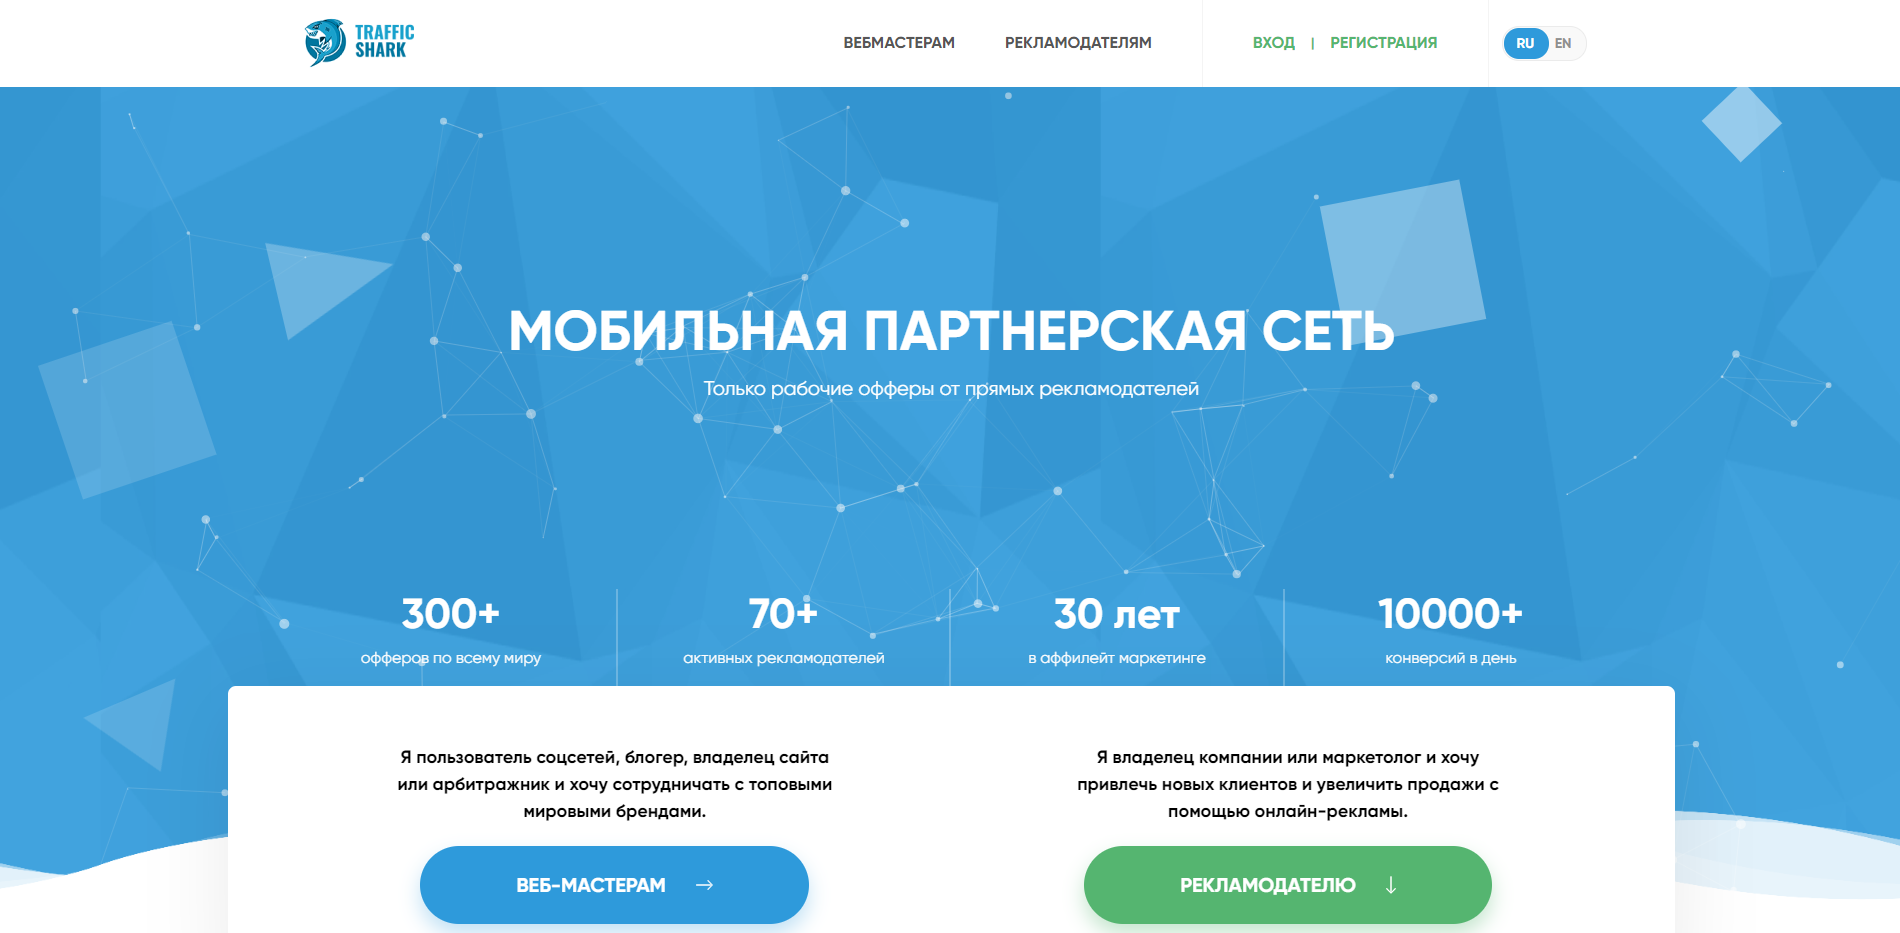 TRAFFIC
SHARK
ВЕБМАСТЕРАМ
РЕКЛАМОДАТЕЛЯМ
ВХОД | РЕГИСТРАЦИЯ
RU EN
МОБИЛЬНАЯ ПАРТНЕРСКАЯ СЕТЬ
Только рабочие офферы от прямых рекламодателей
300+
офферов по всему миру
70+
активных рекламодателей
30 лет
в аффилейт маркетинге
10000+
конверсий в день
Я пользователь соцсетей, блогер, владелец сайта
или арбитражник и хочу сотрудничать с топовыми
мировыми брендами.
ВЕБ-МАСТЕРАМ →
Я владелец компании или маркетолог и хочу
привлечь новых клиентов и увеличить продажи с
помощью онлайн-рекламы.
РЕКЛАМОДАТЕЛЮ ↓